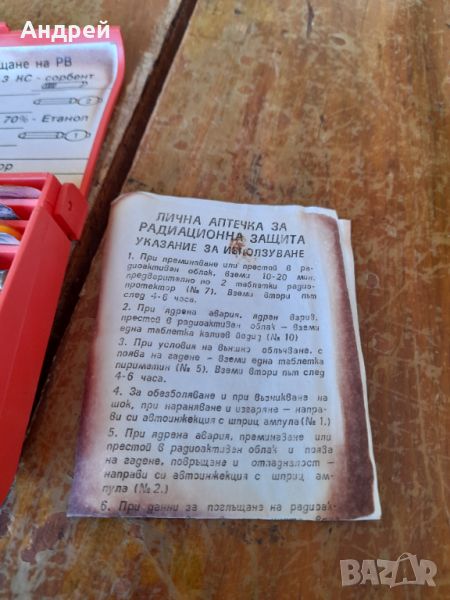 Андрей
щане на РВ
3 НС-сорбент
2
70% - Етанол
1
ор
ЛИЧНА АПТЕЧКА ЗА
РАДИАЦИОННА ЗАЩИТА
УКАЗАНИЕ ЗА ИЗПОЛЗУВАНЕ
1. При преминаване или престой в ра-
диоактивен облак, вземи 10-20 мин.
предварително по 2 таблетки радио-
протектор (№ 7). Вземи втори път
след 4-6 часа.
2. При ядрена авария, ядрен взрив,
престой в радиоактивен облак – вземи
една таблетка калиев йодид (№ 10)
3. При условия на външно облъчване, с
поява на гадене – вземи една таблетка
пираматин (№ 5). Вземи втори път след
4-6 часа.
4. За обезболяване и при възникване на
шок, при нараняване и изгаряне – напра-
ви си автоинжекция с шприц ампула (№ 1.)
5. При ядрена авария, преминаване или
престой в радиоактивен облак и поява
на гадене, повръщане и отпадналост –
направи си автоинжекция с шприц ам-
пула (№ 2.)
6. При данни за поглъщане на радиоак-
BAZAR